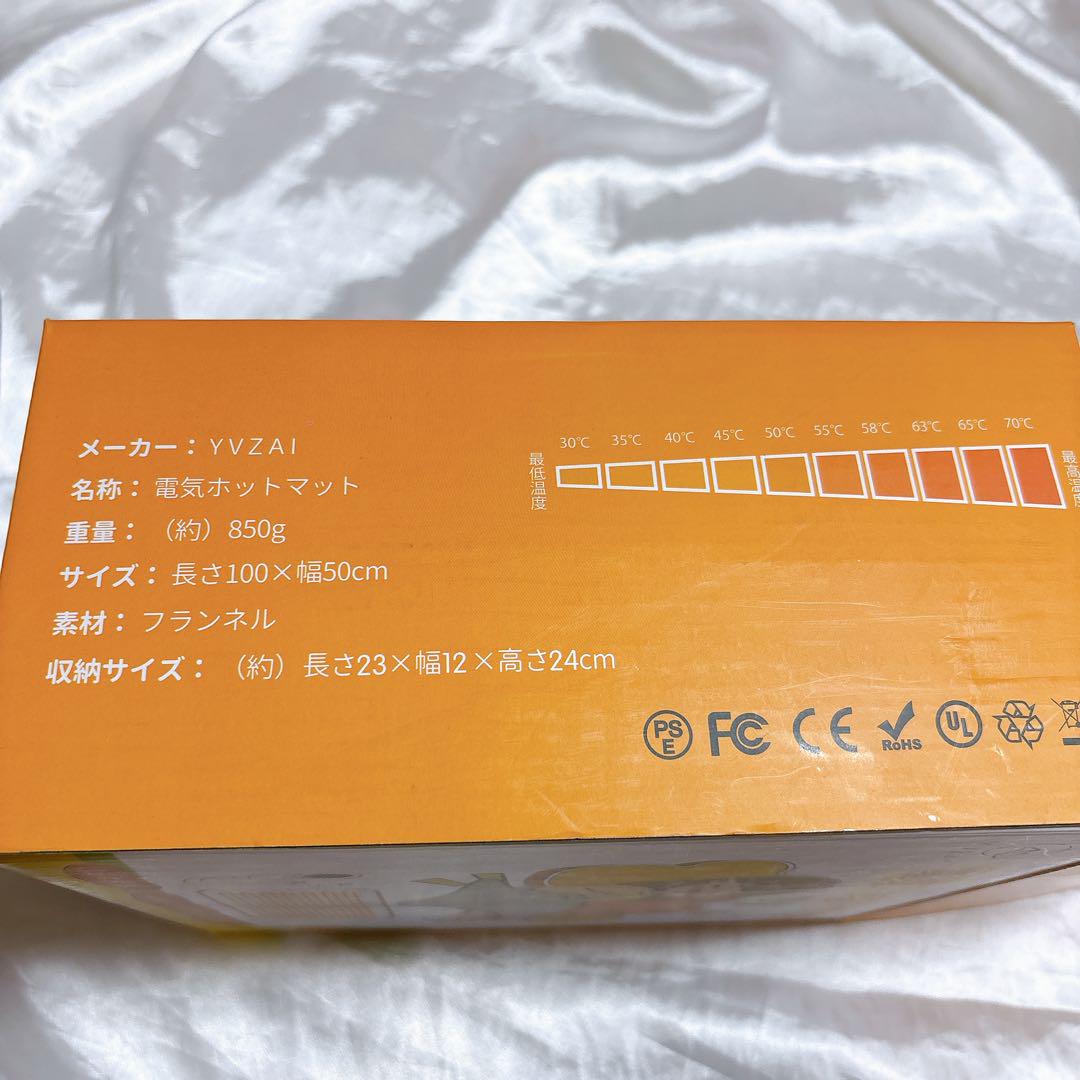 メーカー：YVZAI
名称：電気ホットマット
重量：（約）850g
サイズ：長さ100×幅50cm
素材：フランネル
収納サイズ：（約）長さ23×幅12×高さ24cm
30℃ 35℃ 40℃ 45℃ 50℃ 55℃ 58℃ 63℃ 65℃ 70℃
最低温度
最高温度
PSE FC CE RoHS UL